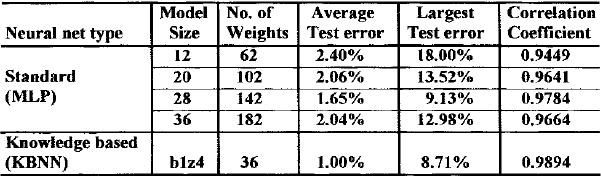 Neural net type Model Size No. of Weights Average Test error Largest Test error Correlation Coefficient
Standard (MLP) 12 62 2.40% 18.00% 0.9449
20 102 2.06% 13.52% 0.9641
28 142 1.65% 9.13% 0.9784
36 182 2.04% 12.98% 0.9664
Knowledge based (KBNN) b1z4 36 1.00% 8.71% 0.9894